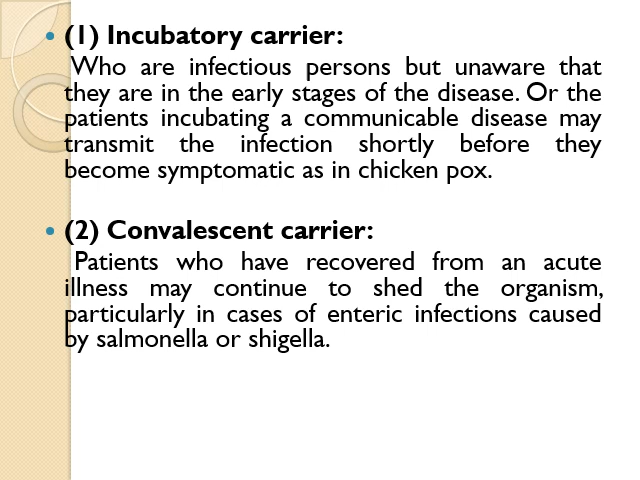 • (1) Incubatory carrier:
Who are infectious persons but unaware that
they are in the early stages of the disease. Or the
patients incubating a communicable disease may
transmit the infection shortly before they
become symptomatic as in chicken pox.
• (2) Convalescent carrier:
Patients who have recovered from an acute
illness may continue to shed the organism,
particularly in cases of enteric infections caused
by salmonella or shigella.